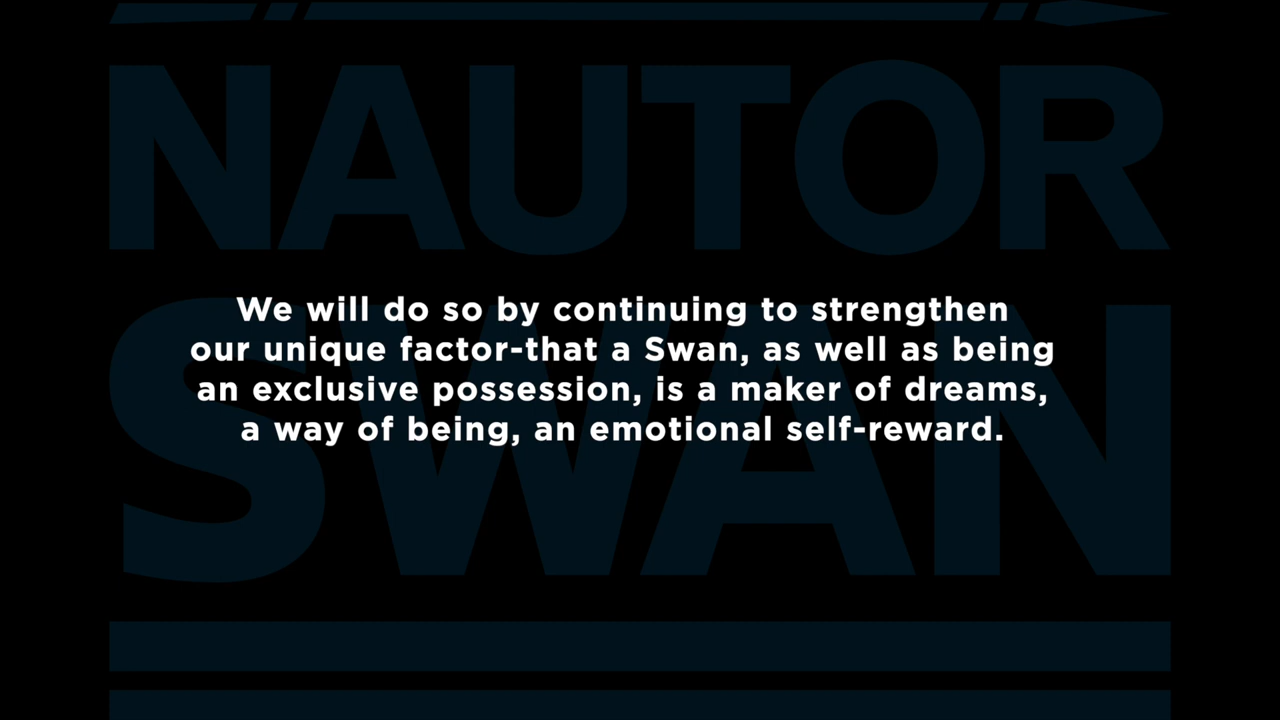 NAUTOR
SWAN
We will do so by continuing to strengthen
our unique factor-that a Swan, as well as being
an exclusive possession, is a maker of dreams,
a way of being, an emotional self-reward.